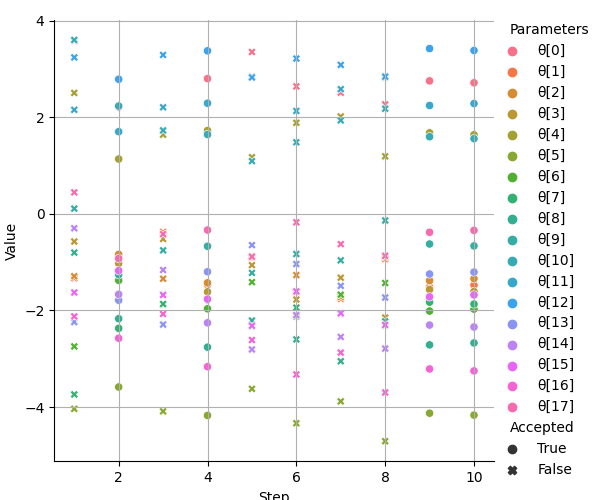 Value
4
2
0
−2
−4
2
4
6
8
10
Step
Parameters
θ[0]
θ[1]
θ[2]
θ[3]
θ[4]
θ[5]
θ[6]
θ[7]
θ[8]
θ[9]
θ[10]
θ[11]
θ[12]
θ[13]
θ[14]
θ[15]
θ[16]
θ[17]
Accepted
True
False